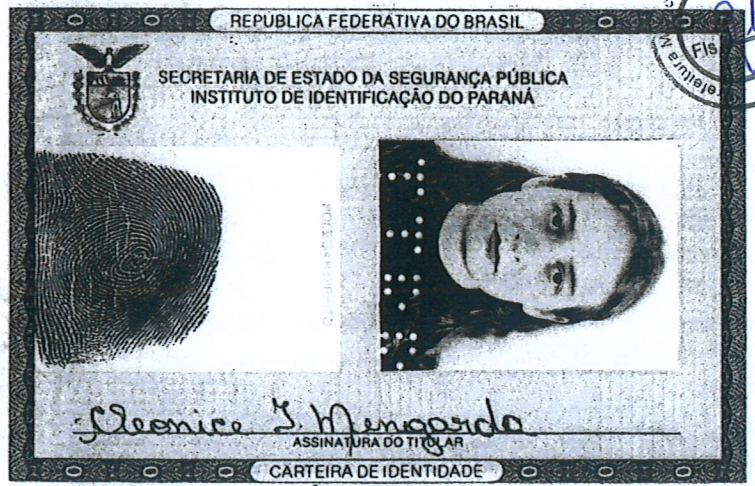 REPÚBLICA FEDERATIVA DO BRASIL
Fls
SECRETARIA DE ESTADO DA SEGURANÇA PÚBLICA
INSTITUTO DE IDENTIFICAÇÃO DO PARANÁ
Cleonice J. Mengarda
ASSINATURA DO TITULAR
CARTEIRA DE IDENTIDADE